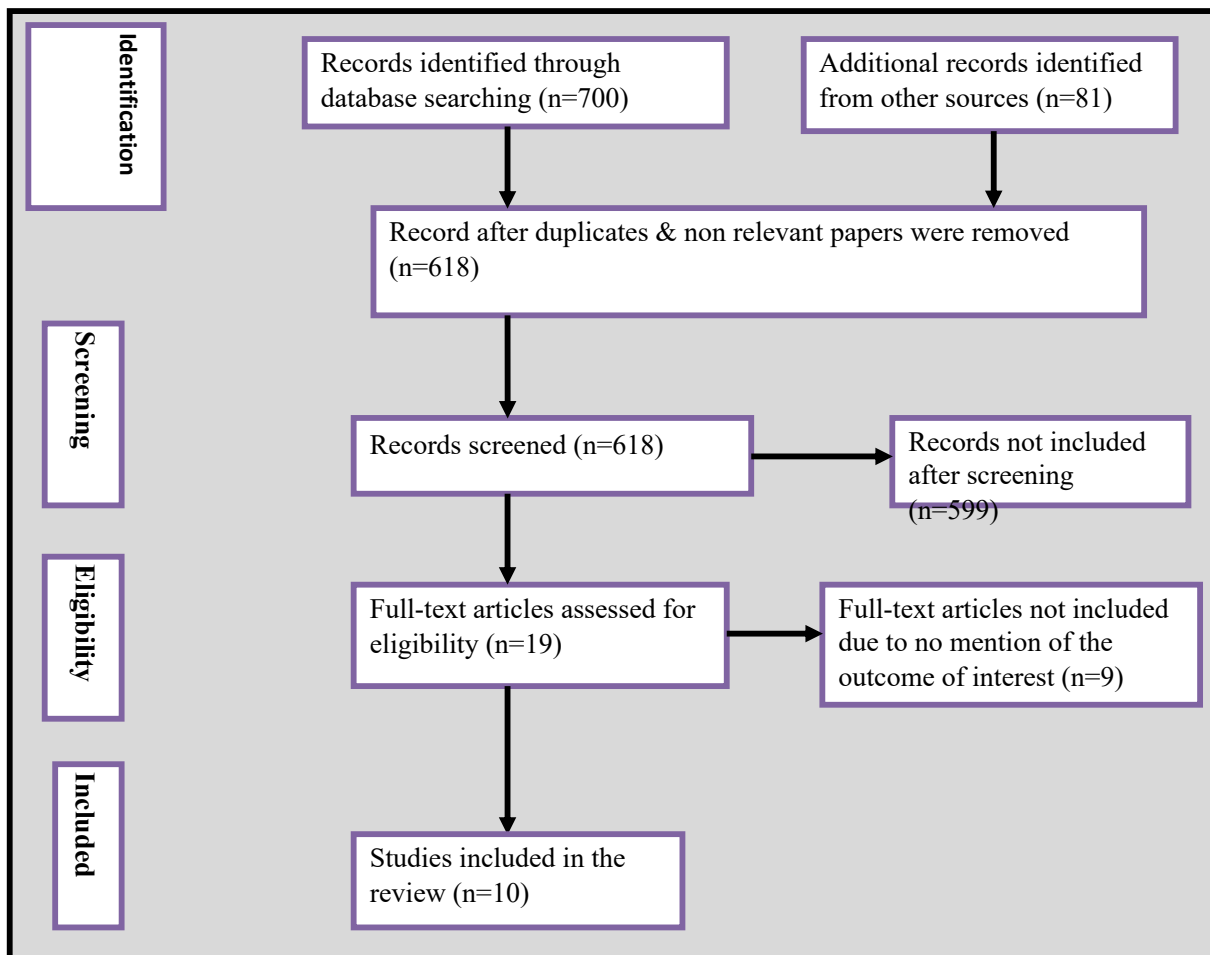 Identification
Records identified through
database searching (n=700)
Additional records identified
from other sources (n=81)
Record after duplicates & non relevant papers were removed
(n=618)
Screening
Records screened (n=618)
Records not included
after screening
(n=599)
Eligibility
Full-text articles assessed for
eligibility (n=19)
Full-text articles not included
due to no mention of the
outcome of interest (n=9)
Included
Studies included in the
review (n=10)